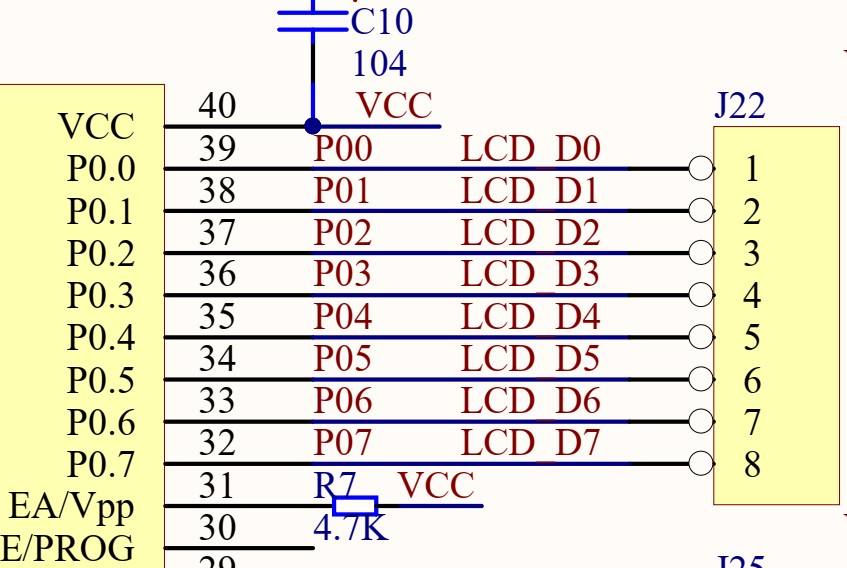 C10
104
40 VCC J22
VCC
39 P00 LCD_D0
P0.0 1
38 P01 LCD_D1
P0.1 2
37 P02 LCD_D2
P0.2 3
36 P03 LCD_D3
P0.3 4
35 P04 LCD_D4
P0.4 5
34 P05 LCD_D5
P0.5 6
33 P06 LCD_D6
P0.6 7
32 P07 LCD_D7
P0.7 8
31 R7 VCC
EA/Vpp
30 4.7K
E/PROG
29 J25